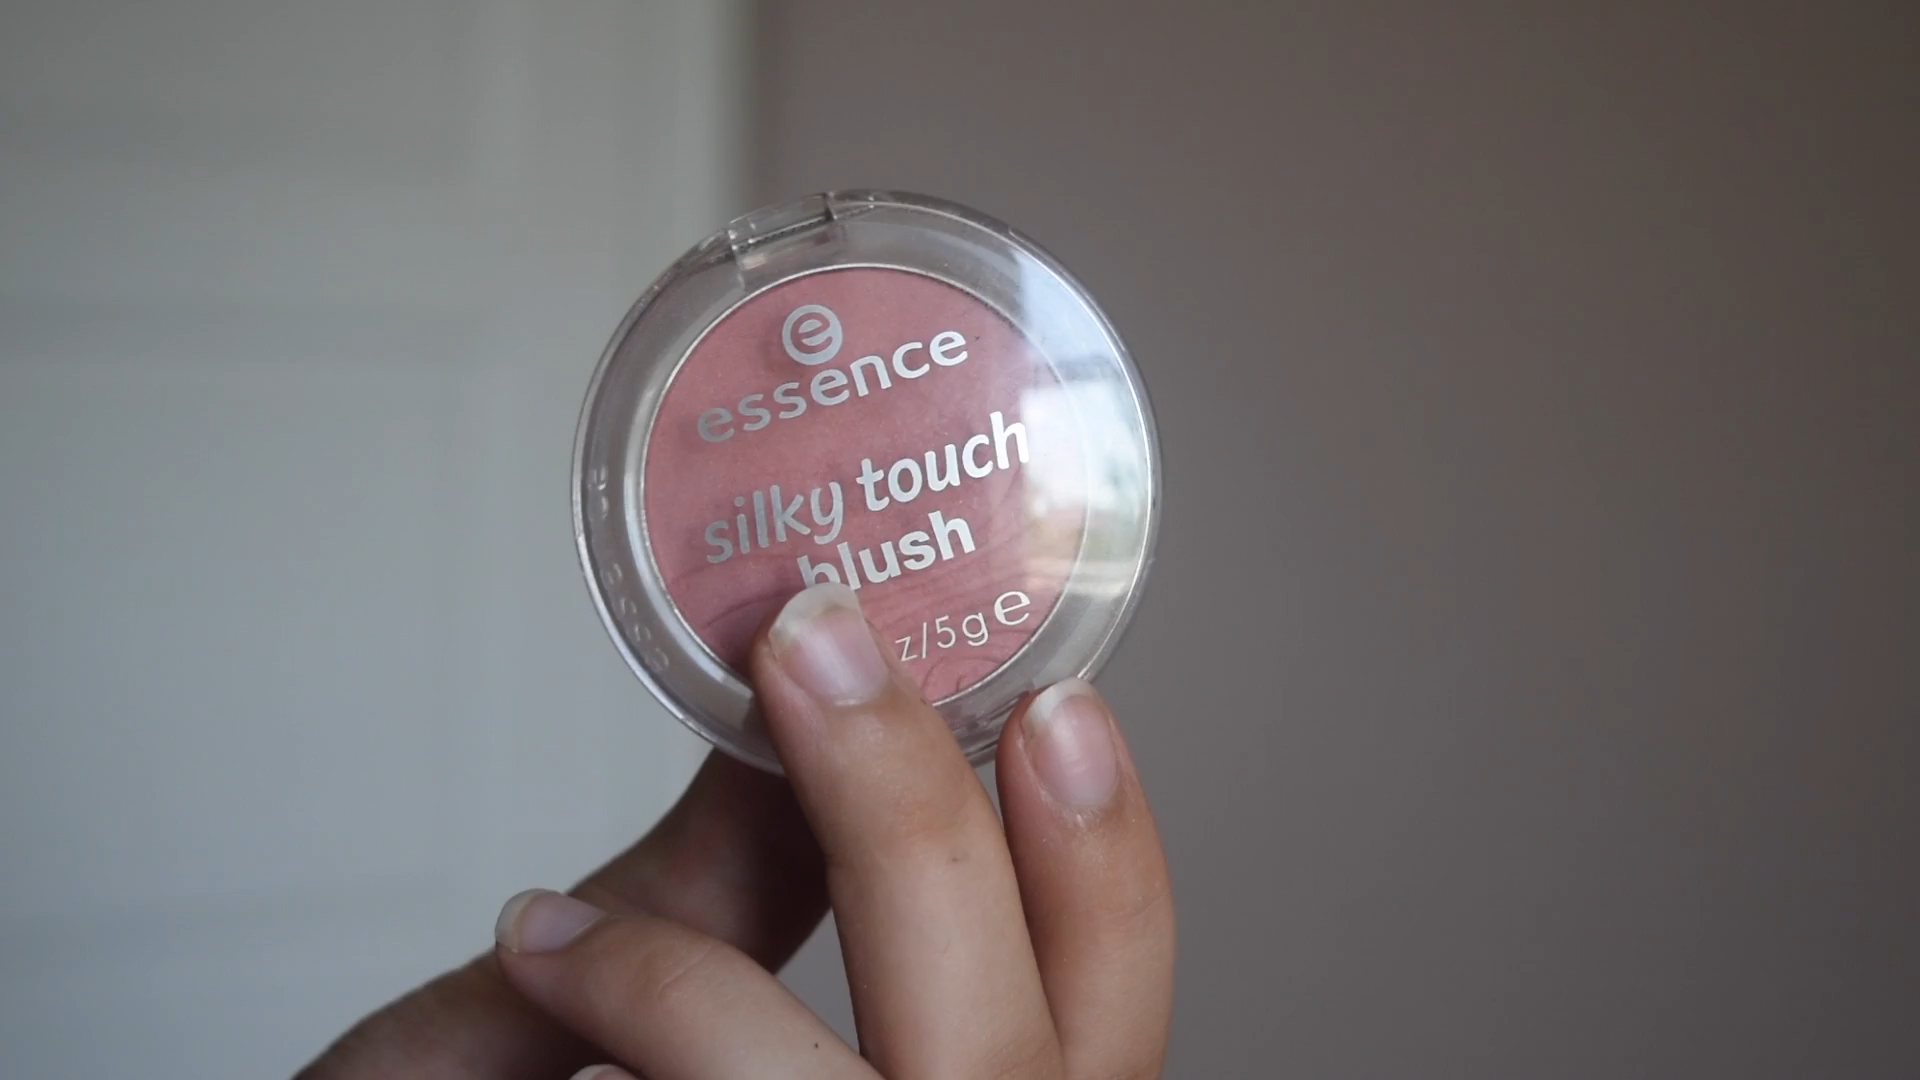 e
essence
silky touch
blush
z/5g e